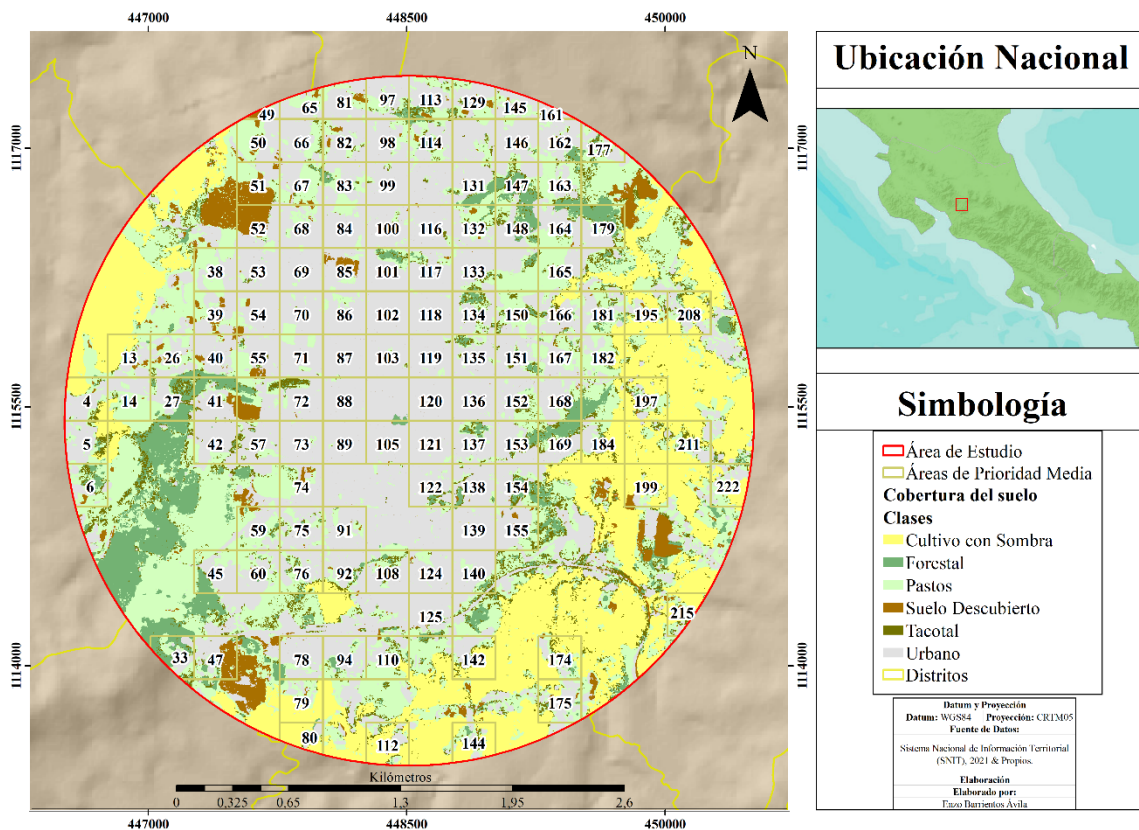 447000 448500 450000
N
49 65 81 97 113 129 145 161
50 66 82 98 114 146 162 177
51 67 83 99 131 147 163
52 68 84 100 116 132 148 164 179
38 53 69 85 101 117 133 165
39 54 70 86 102 118 134 150 166 181 195 208
13 26 40 55 71 87 103 119 135 151 167 182
4 14 27 41 72 88 120 136 152 168 197
5 42 57 73 89 105 121 137 153 169 184 211
6 74 122 138 154 199 222
59 75 91 139 155
45 60 76 92 108 124 140
125 215
33 47 78 94 110 142 174
79 175
80 112 144
1117000 1117000
1115500 1115500
1114000 1114000
Kilómetros
0 0,325 0,65 1,3 1,95 2,6
447000 448500 450000
Ubicación Nacional
Simbología
Área de Estudio
Áreas de Prioridad Media
Cobertura del suelo
Clases
Cultivo con Sombra
Forestal
Pastos
Suelo Descubierto
Tacotal
Urbano
Distritos
Datum y Proyección
Datum: WGS84 Proyección: CRTM05
Fuente de Datos:
Sistema Nacional de Información Territorial
(SNIT), 2021 & Propios.
Elaboración
Elaborado por:
Enzo Barrientos Ávila